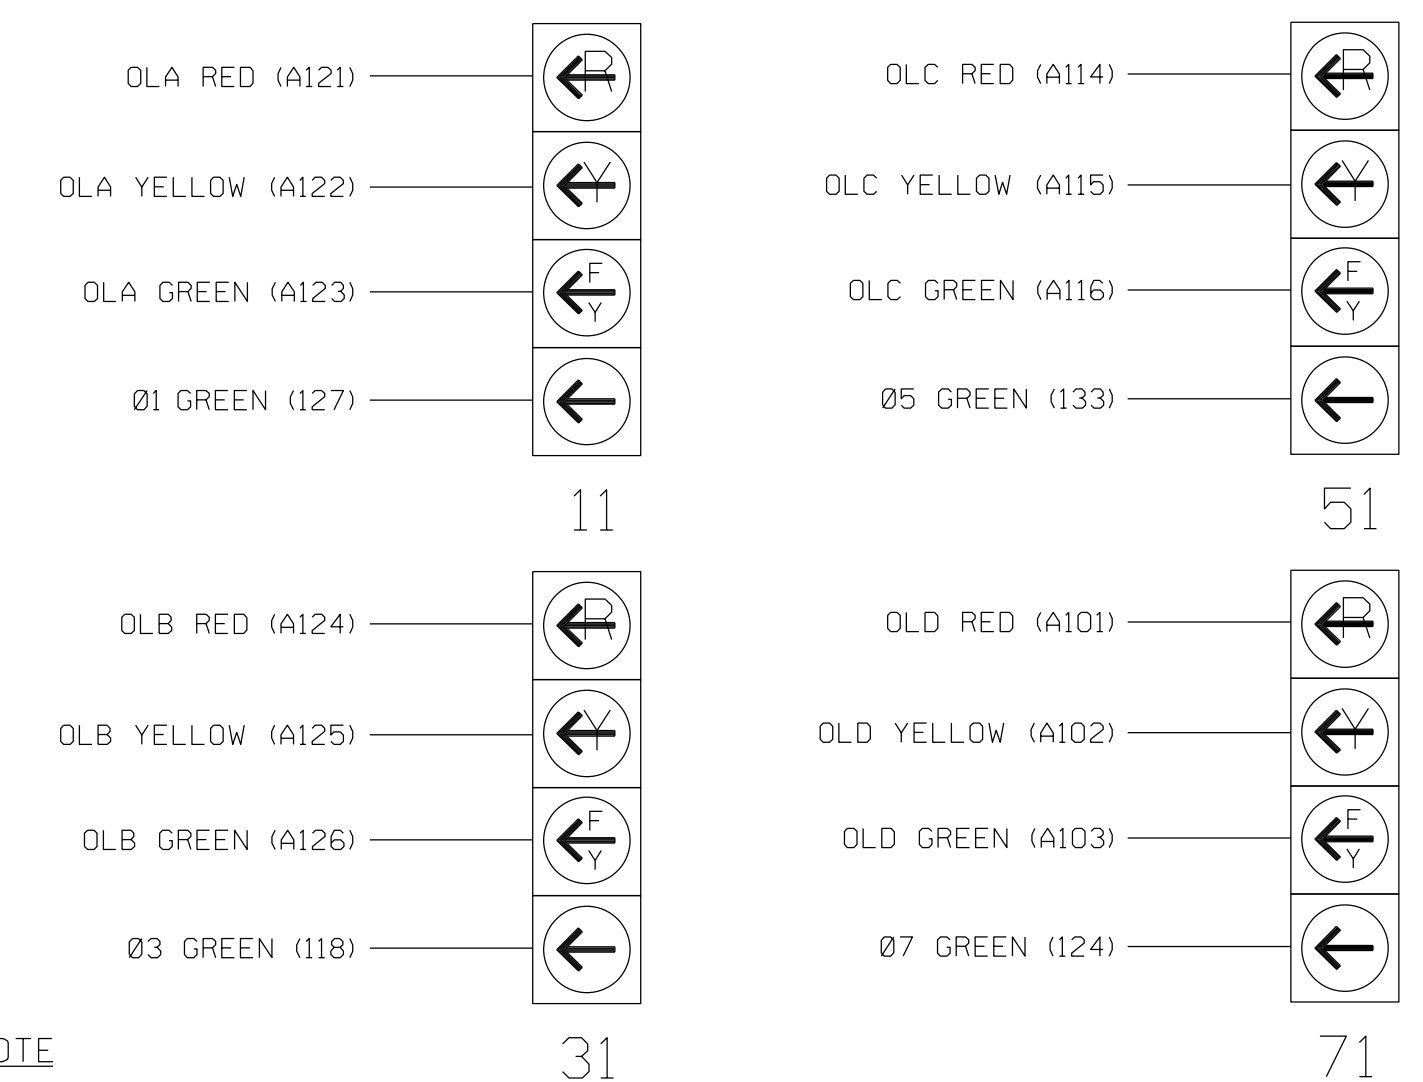 OLA RED (A121)
R
OLA YELLOW (A122)
Y
OLA GREEN (A123)
F
Y
Ø1 GREEN (127)
11
OLC RED (A114)
R
OLC YELLOW (A115)
Y
OLC GREEN (A116)
F
Y
Ø5 GREEN (133)
51
OLB RED (A124)
R
OLB YELLOW (A125)
Y
OLB GREEN (A126)
F
Y
Ø3 GREEN (118)
31
OLD RED (A101)
R
OLD YELLOW (A102)
Y
OLD GREEN (A103)
F
Y
Ø7 GREEN (124)
71
OTE